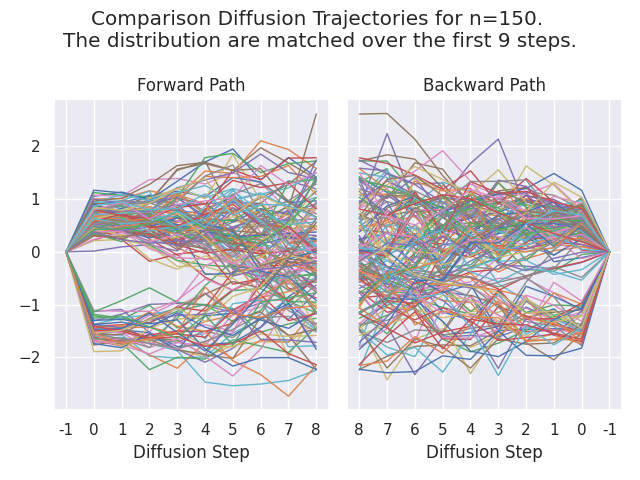 Comparison Diffusion Trajectories for n=150.
The distribution are matched over the first 9 steps.
Forward Path
Backward Path
2
1
0
−1
−2
-1 0 1 2 3 4 5 6 7 8
8 7 6 5 4 3 2 1 0 -1
Diffusion Step
Diffusion Step